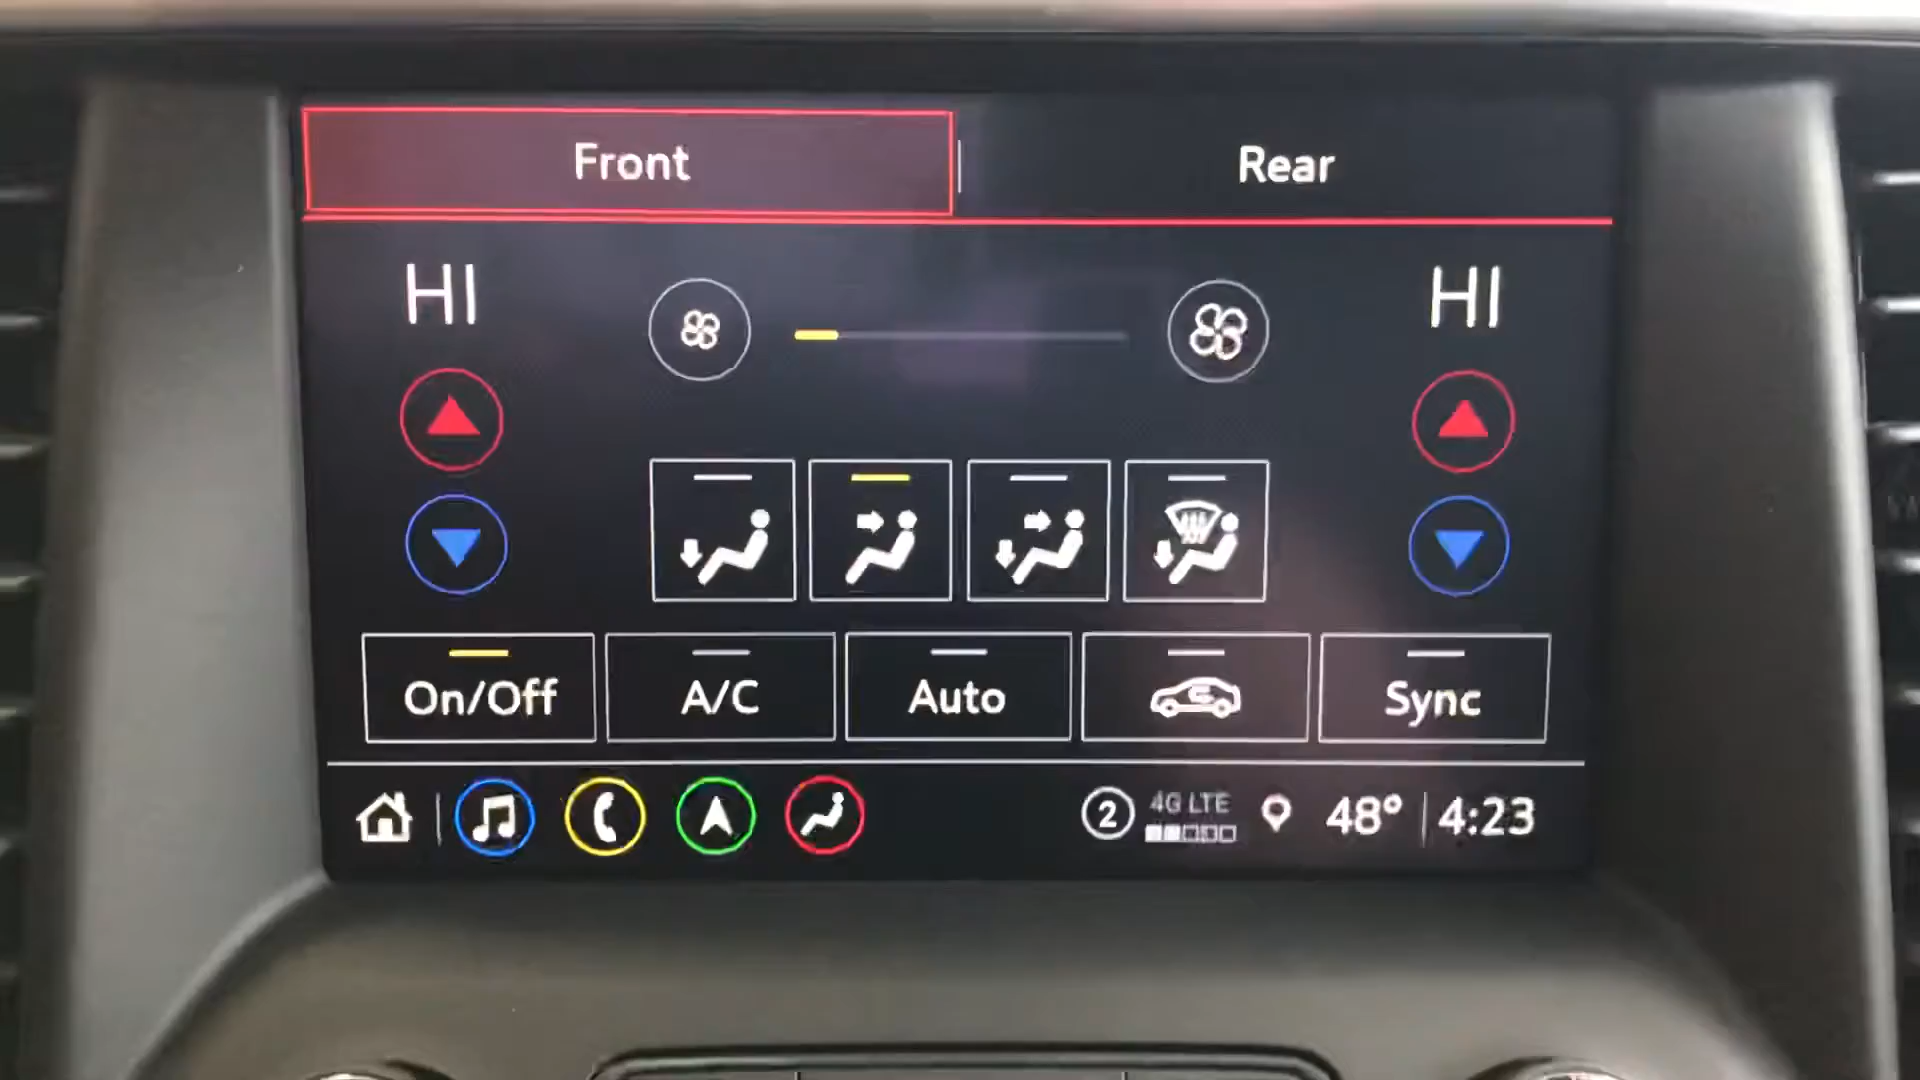 Front
Rear
HI
HI
On/Off
A/C
Auto
Sync
2
4G LTE
48°
4:23